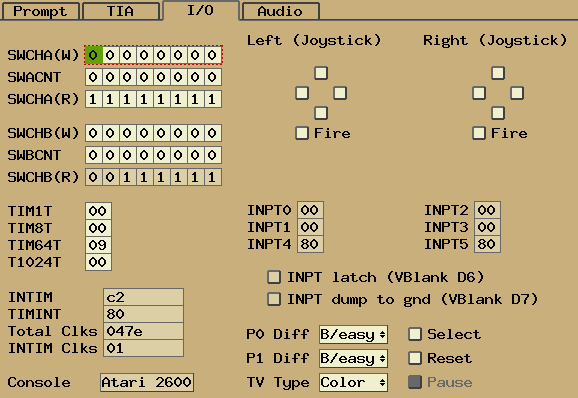 Prompt TIA I/O Audio
Left (Joystick) Right (Joystick)
SWCHA(W) 0 0 0 0 0 0 0 0
SWACNT 0 0 0 0 0 0 0 0
SWCHA(R) 1 1 1 1 1 1 1 1
Fire Fire
SWCHB(W) 0 0 0 0 0 0 0 0
SWBCNT 0 0 0 0 0 0 0 0
SWCHB(R) 0 0 1 1 1 1 1 1
TIM1T 00 INPT0 00 INPT2 00
TIM8T 00 INPT1 00 INPT3 00
TIM64T 09 INPT4 80 INPT5 80
T1024T 00
INPT latch (VBlank D6)
INPT dump to gnd (VBlank D7)
INTIM c2
TIMINT 80
Total Clks 047e
INTIM Clks 01
P0 Diff B/easy Select
P1 Diff B/easy Reset
Console Atari 2600 TV Type Color Pause